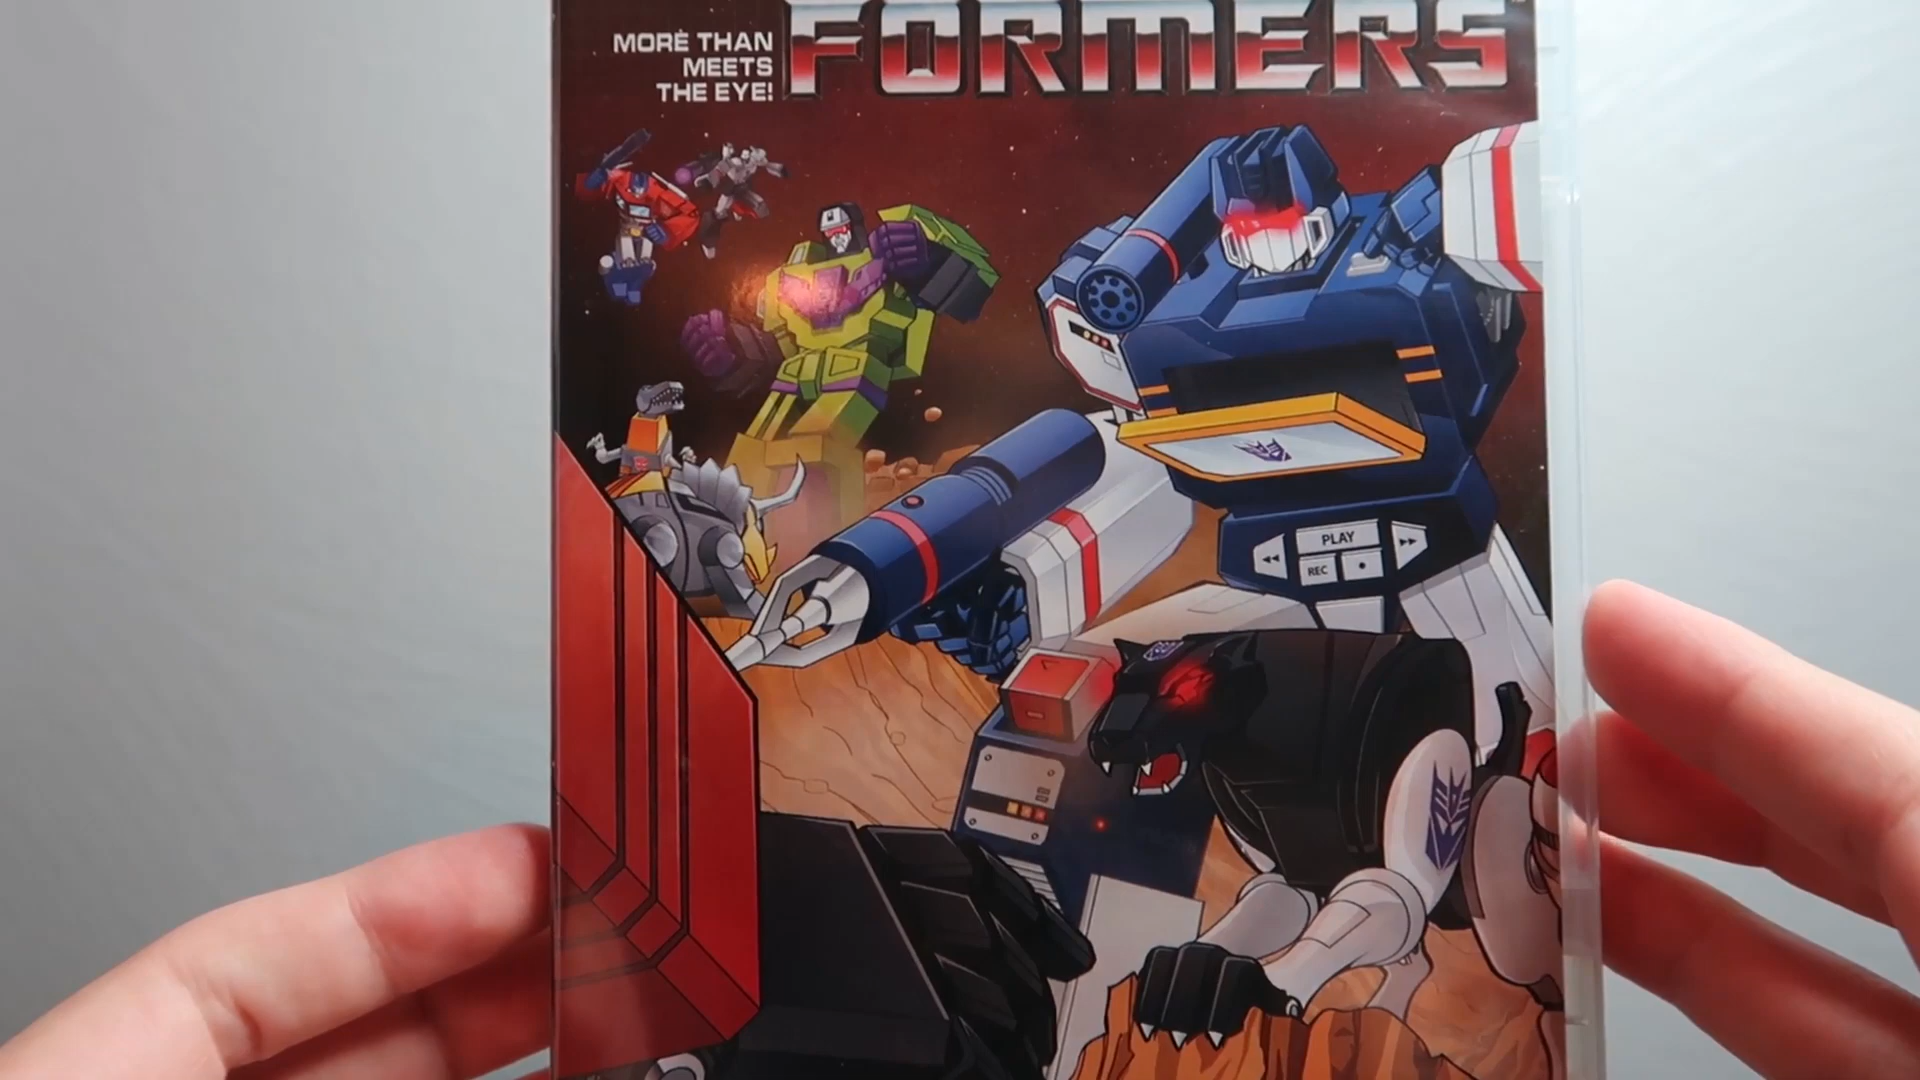 MORE THAN
MEETS
THE EYE!
FORMERS
PLAY
REC